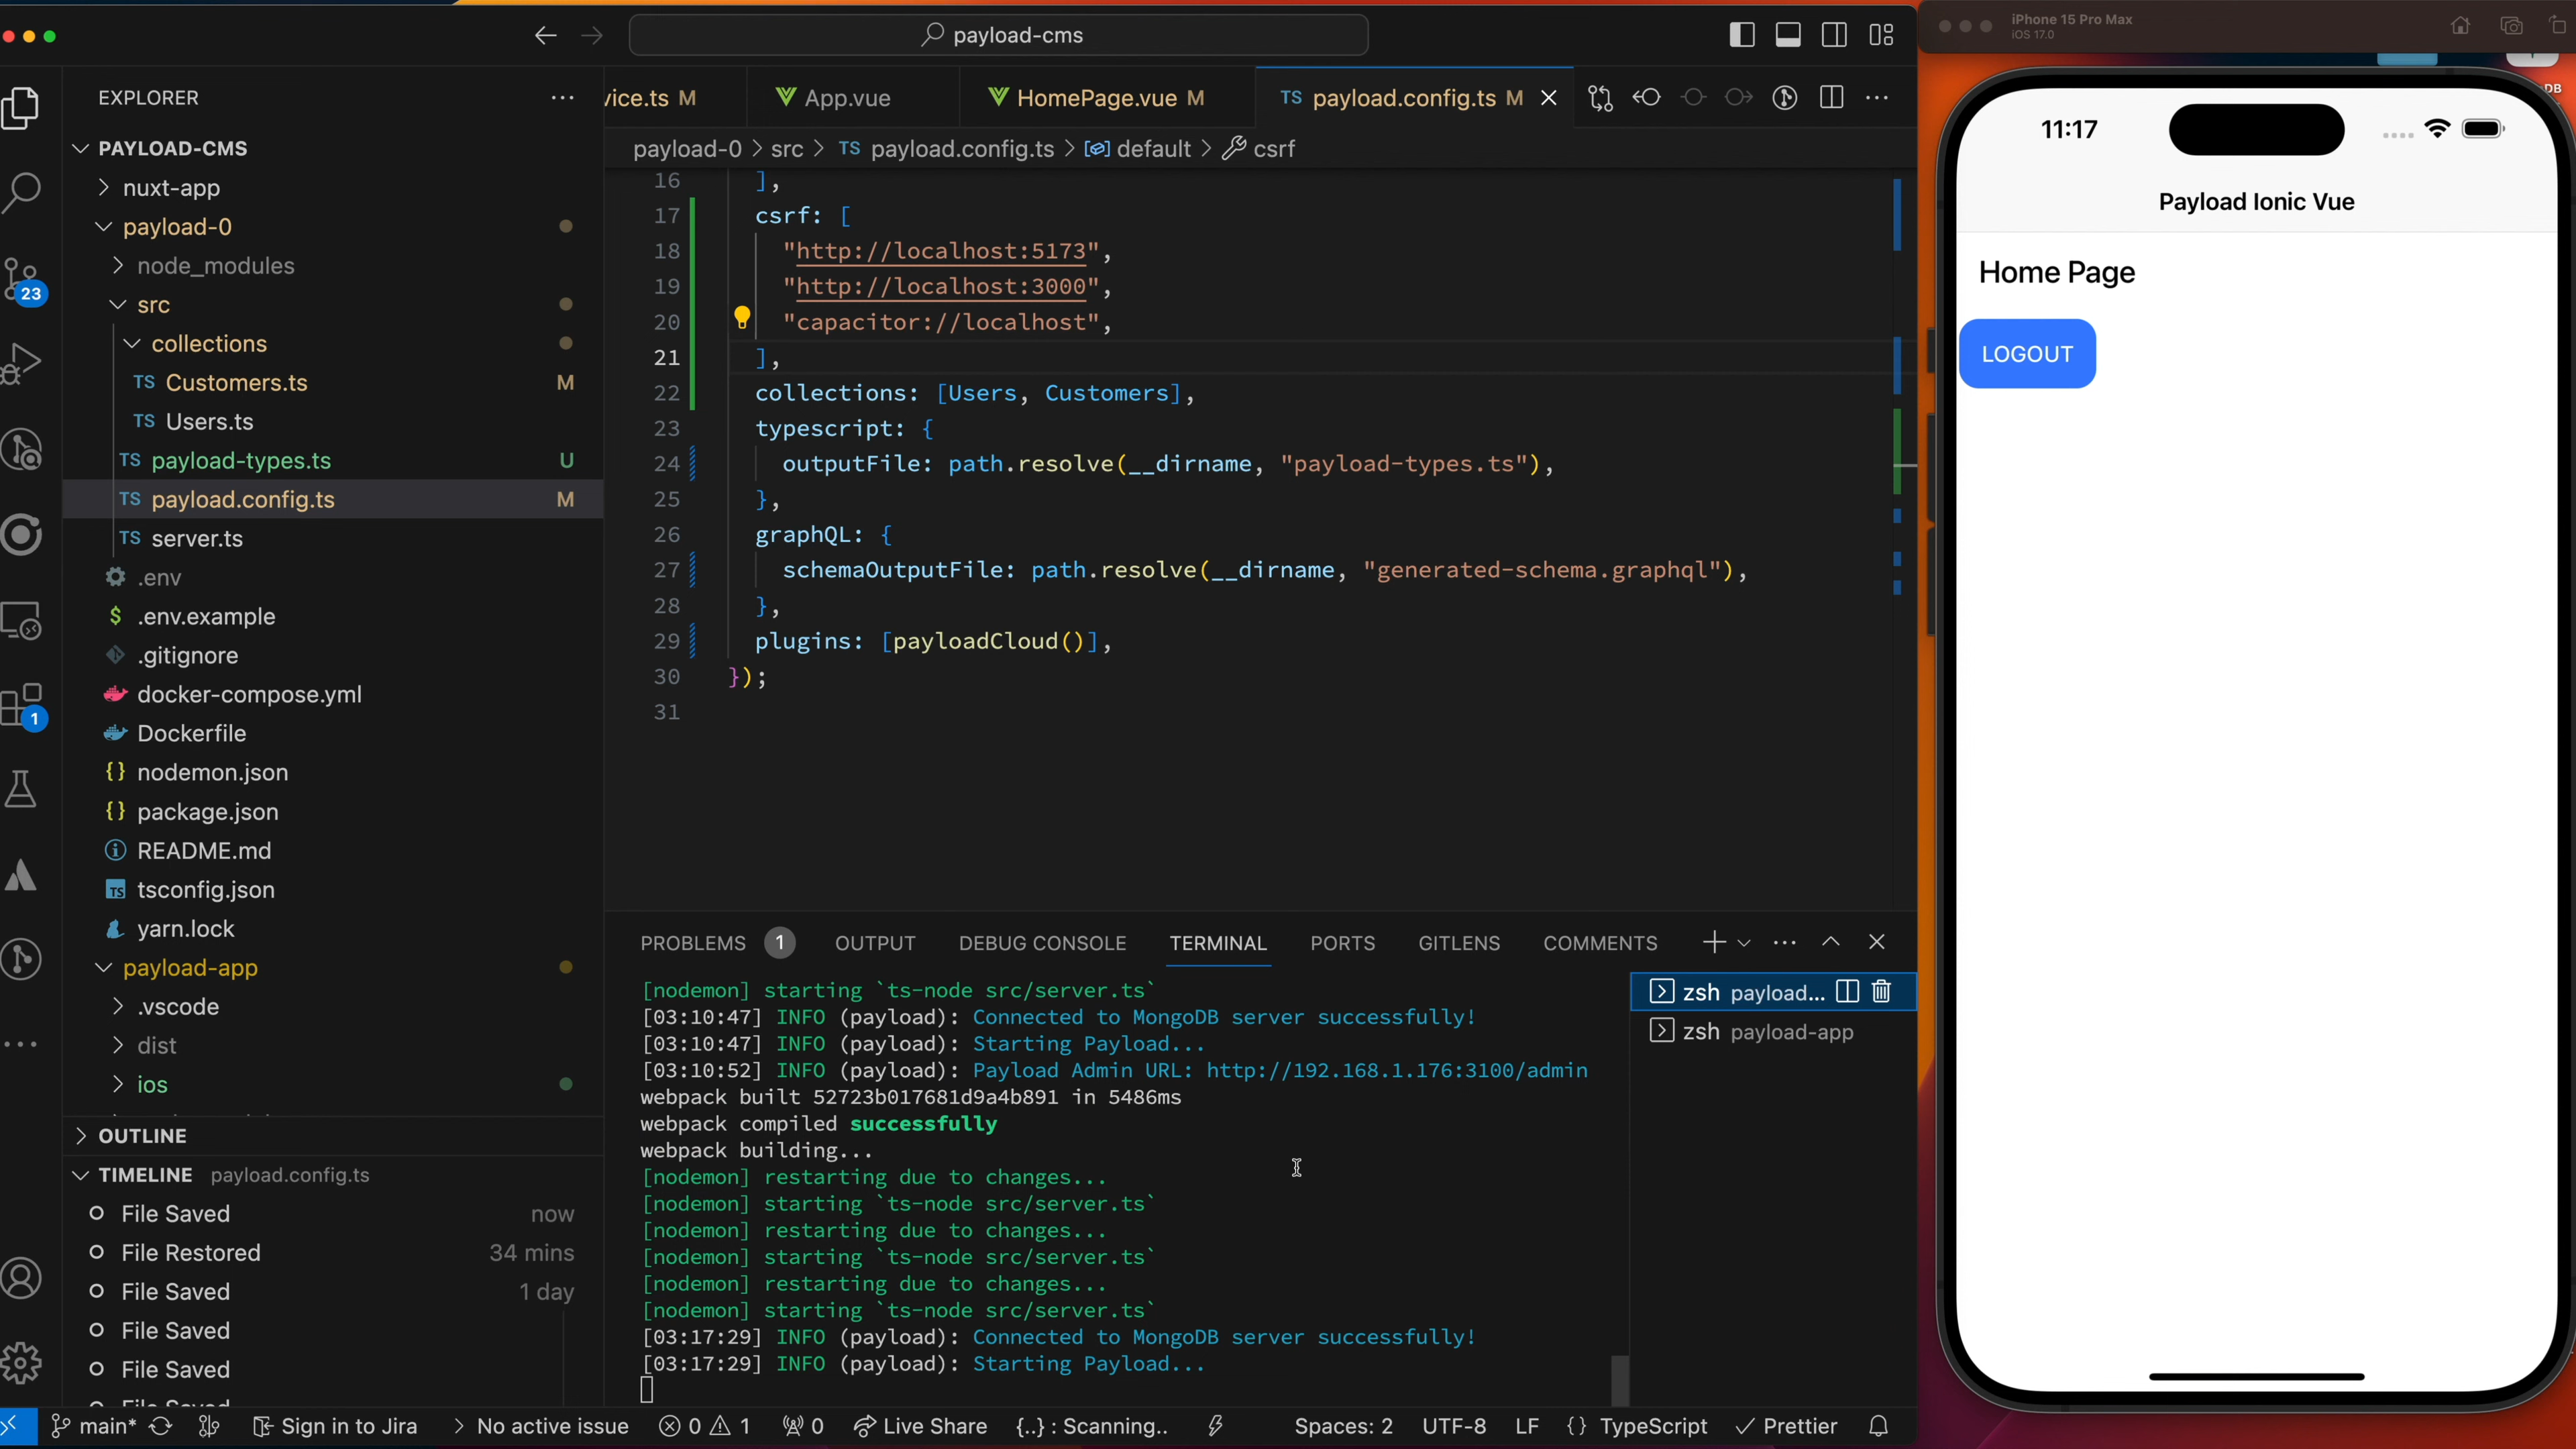 payload-cms
EXPLORER
PAYLOAD-CMS
nuxt-app
payload-0
node_modules
src
collections
TS Customers.ts M
TS Users.ts
TS payload-types.ts U
TS payload.config.ts M
TS server.ts
.env
$ .env.example
.gitignore
docker-compose.yml
Dockerfile
{} nodemon.json
{} package.json
README.md
TS tsconfig.json
yarn.lock
payload-app
.vscode
dist
ios
OUTLINE
TIMELINE payload.config.ts
File Saved now
File Restored 34 mins
File Saved 1 day
File Saved
File Saved
23
1
vice.ts M
App.vue
HomePage.vue M
TS payload.config.ts M
payload-0 > src > TS payload.config.ts > default > csrf
16 ],
17 csrf: [
18 "http://localhost:5173",
19 "http://localhost:3000",
20 "capacitor://localhost",
21 ],
22 collections: [Users, Customers],
23 typescript: {
24 outputFile: path.resolve(__dirname, "payload-types.ts"),
25 },
26 graphQL: {
27 schemaOutputFile: path.resolve(__dirname, "generated-schema.graphql"),
28 },
29 plugins: [payloadCloud()],
30 });
31
PROBLEMS 1 OUTPUT DEBUG CONSOLE TERMINAL PORTS GITLENS COMMENTS
[nodemon] starting `ts-node src/server.ts`
[03:10:47] INFO (payload): Connected to MongoDB server successfully!
[03:10:47] INFO (payload): Starting Payload...
[03:10:52] INFO (payload): Payload Admin URL: http://192.168.1.176:3100/admin
webpack built 52723b017681d9a4b891 in 5486ms
webpack compiled successfully
webpack building...
[nodemon] restarting due to changes...
[nodemon] starting `ts-node src/server.ts`
[nodemon] restarting due to changes...
[nodemon] starting `ts-node src/server.ts`
[nodemon] restarting due to changes...
[nodemon] starting `ts-node src/server.ts`
[03:17:29] INFO (payload): Connected to MongoDB server successfully!
[03:17:29] INFO (payload): Starting Payload...
zsh payload...
zsh payload-app
main* Sign in to Jira > No active issue 0 1 0 Live Share {..} : Scanning.. Spaces: 2 UTF-8 LF {} TypeScript Prettier
iPhone 15 Pro Max
iOS 17.0
DB
11:17
Payload Ionic Vue
Home Page
LOGOUT